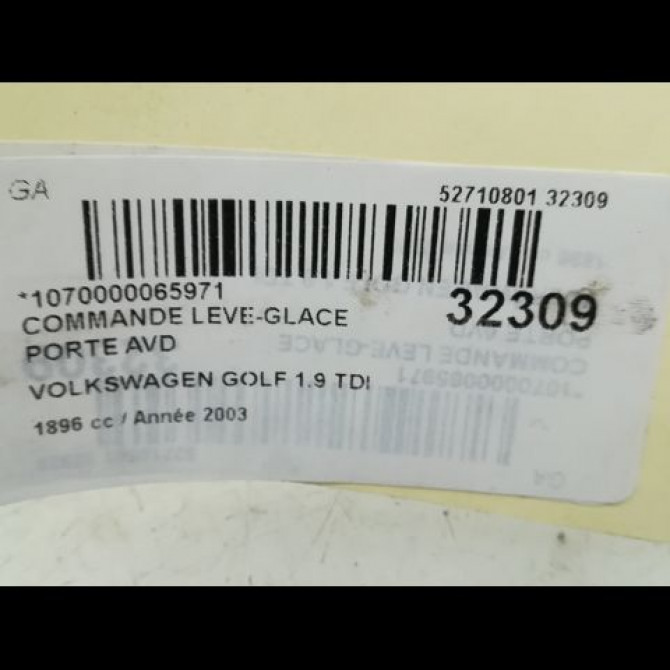 GA
52710801 32309
*1070000065971
32309
COMMANDE LEVE-GLACE
PORTE AVD
VOLKSWAGEN GOLF 1.9 TDI
1896 cc / Année 2003